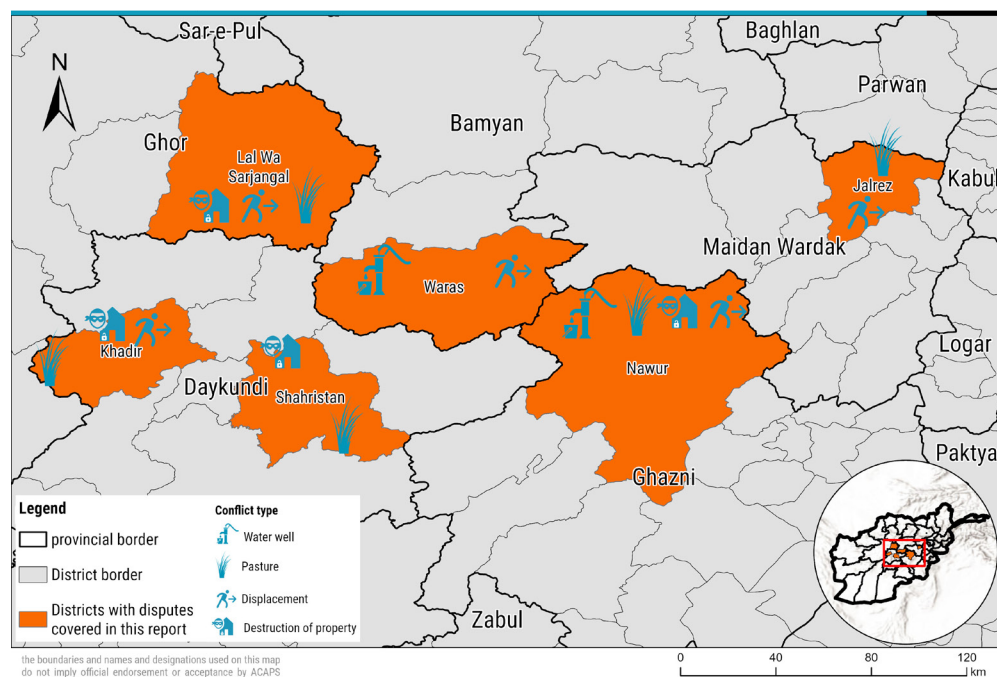 Sar-e-Pul
Baghlan
N
Parwan
Bamyan
Ghor
Lal Wa
Sarjangal
Jalrez
Kabul
Maidan Wardak
Waras
Khadir
Logar
Nawur
Daykundi
Shahristan
Paktya
Ghazni
Legend
provincial border
District border
Districts with disputes
covered in this report
Conflict type
Water well
Pasture
Displacement
Destruction of property
Zabul
the boundaries and names and designations used on this map
do not imply official endorsement or acceptance by ACAPS
0 40 80 120
km